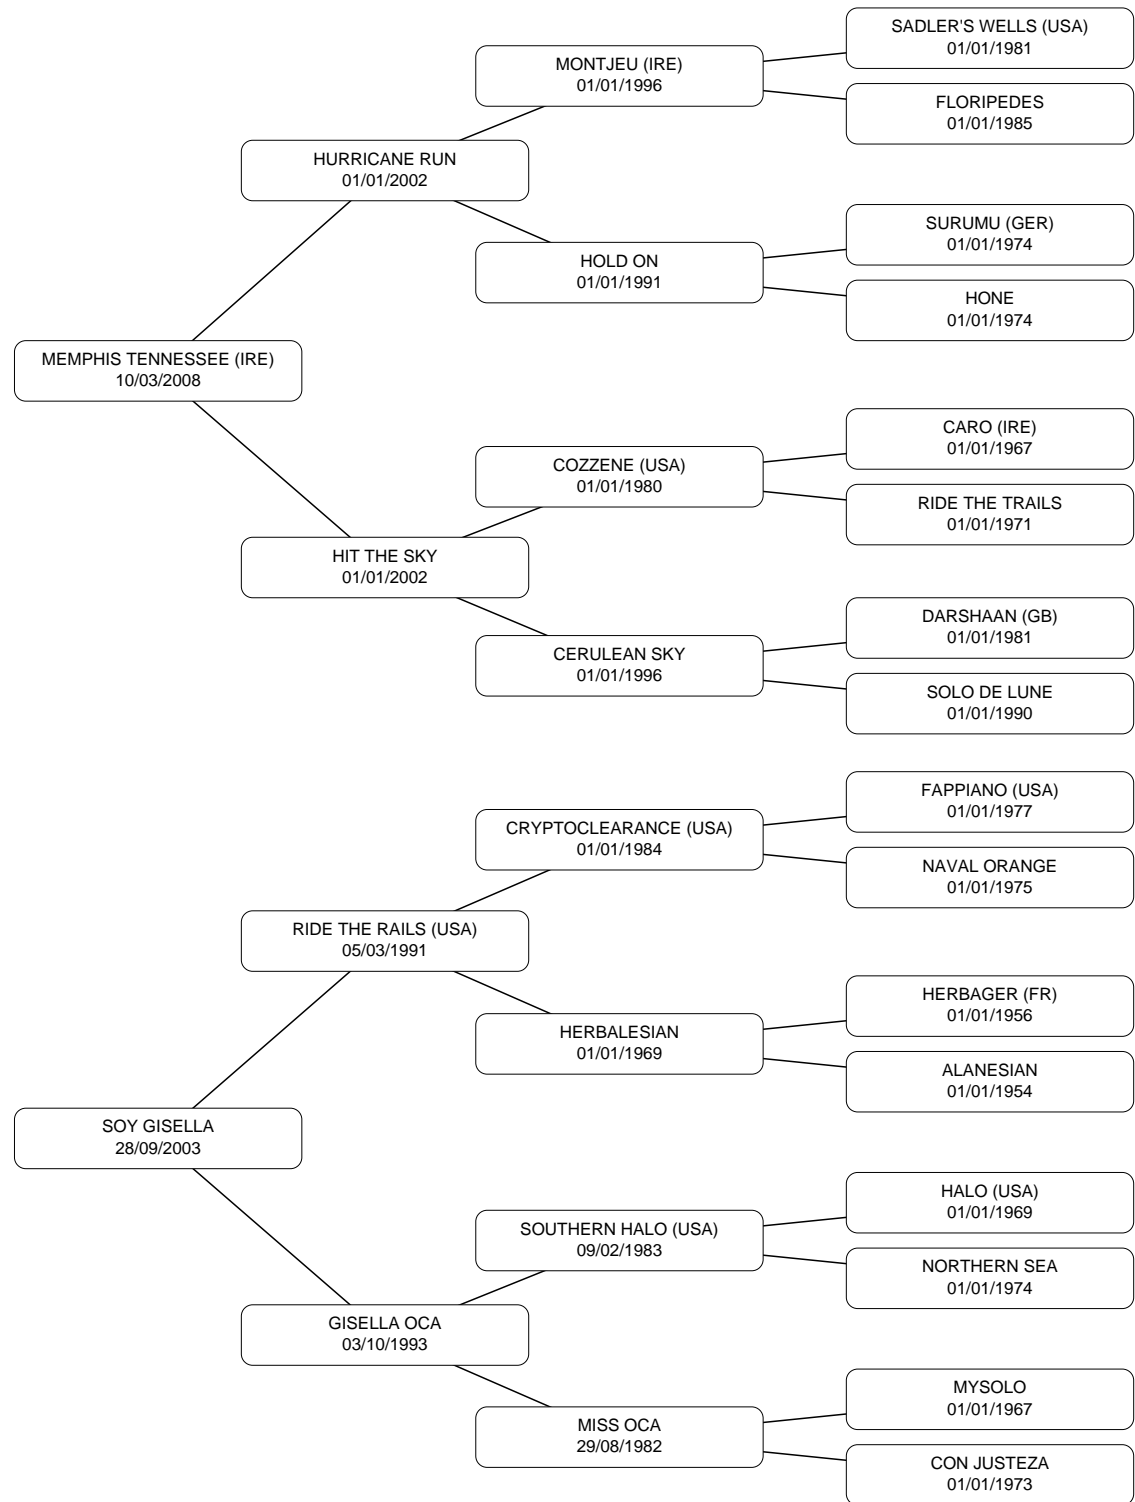 SADLER'S WELLS (USA)
01/01/1981
MONTJEU (IRE)
01/01/1996
FLORIPEDES
01/01/1985
HURRICANE RUN
01/01/2002
SURUMU (GER)
01/01/1974
HOLD ON
01/01/1991
HONE
01/01/1974
MEMPHIS TENNESSEE (IRE)
10/03/2008
CARO (IRE)
01/01/1967
COZZENE (USA)
01/01/1980
RIDE THE TRAILS
01/01/1971
HIT THE SKY
01/01/2002
DARSHAAN (GB)
01/01/1981
CERULEAN SKY
01/01/1996
SOLO DE LUNE
01/01/1990
FAPPIANO (USA)
01/01/1977
CRYPTOCLEARANCE (USA)
01/01/1984
NAVAL ORANGE
01/01/1975
RIDE THE RAILS (USA)
05/03/1991
HERBAGER (FR)
01/01/1956
HERBALESIAN
01/01/1969
ALANESIAN
01/01/1954
SOY GISELLA
28/09/2003
HALO (USA)
01/01/1969
SOUTHERN HALO (USA)
09/02/1983
NORTHERN SEA
01/01/1974
GISELLA OCA
03/10/1993
MYSOLO
01/01/1967
MISS OCA
29/08/1982
CON JUSTEZA
01/01/1973